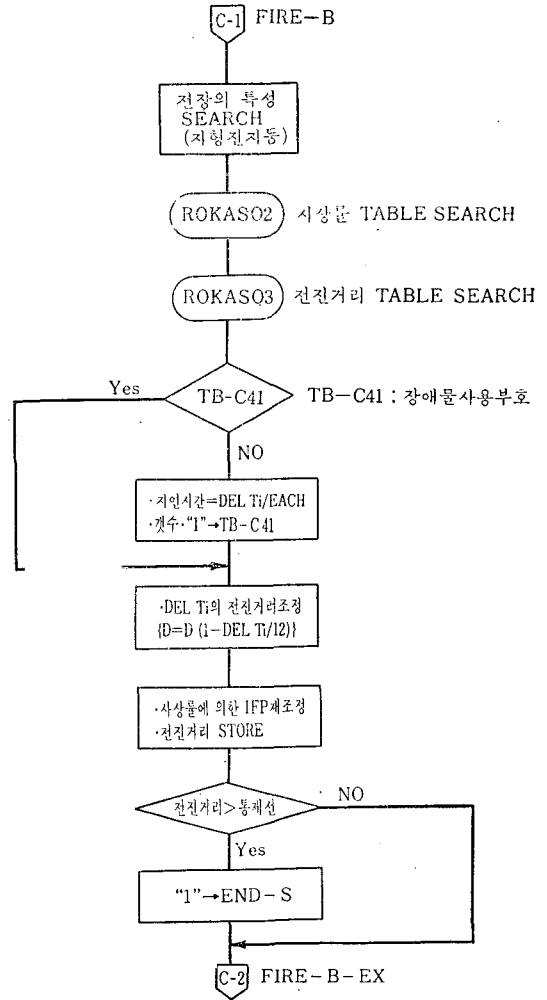 C-1 FIRE-B
전장의 특성
SEARCH
(지형진지등)
ROKASO2 사상률 TABLE SEARCH
ROKASO3 전진거리 TABLE SEARCH
Yes
TB-C41 TB-C41 : 장애물사용부호
NO
·지연시간=DEL Ti/EACH
·갯수·"1"→TB-C41
·DEL Ti의 전진거리조정
{D=D (1-DEL Ti/12)}
·사상률에 의한 IFP재조정
·전진거리 STORE
전진거리>통제선 NO
Yes
"1"→END-S
C-2 FIRE-B-EX